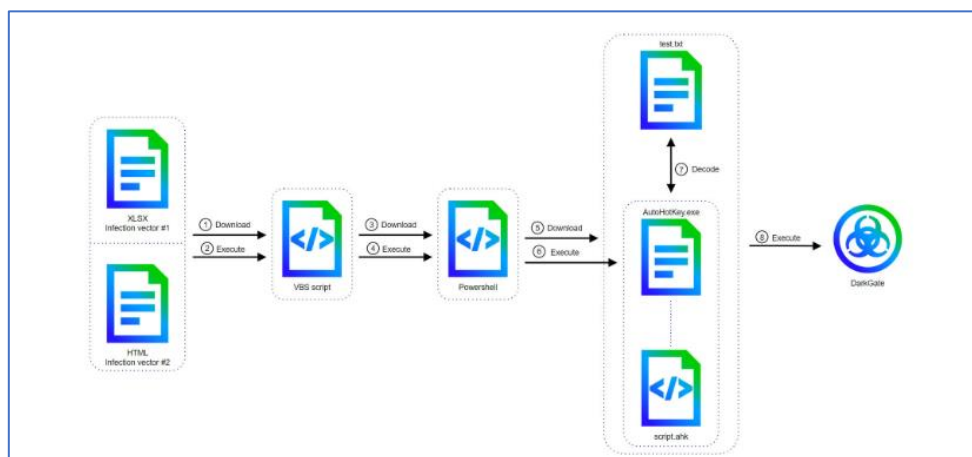 XLSX
Infection vector #1
HTML
Infection vector #2
1 Download
2 Execute
VBS script
3 Download
4 Execute
Powershell
5 Download
6 Execute
test.txt
7 Decode
AutoHotKey.exe
script.ahk
8 Execute
DarkGate